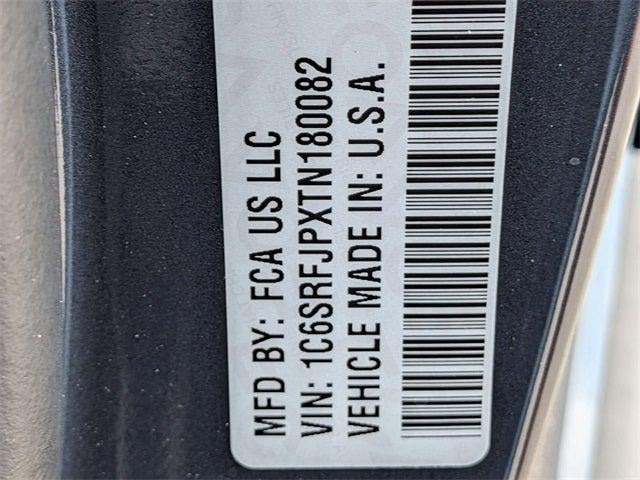 MFD BY: FCA US LLC
VIN: 1C6SRFJPXTN180082
VEHICLE MADE IN: U.S.A.